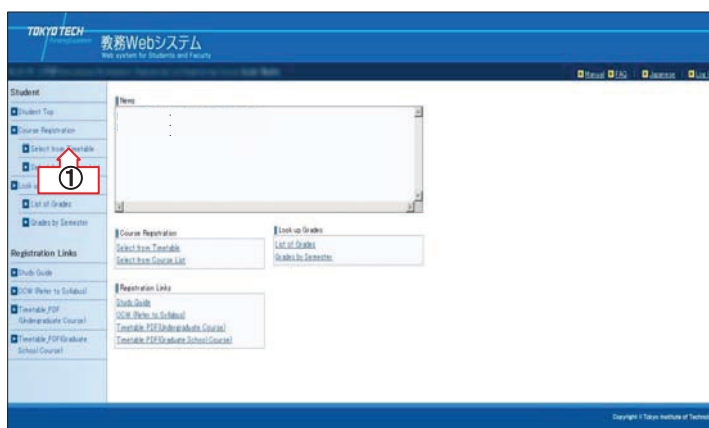 TOKYO TECH
Pursuing Excellence
教務Webシステム
Web system for Students and Faculty
Manual
FAQ
Japanese
Student
Student Top
Course Registration
Select from Timetable
①
List of Grades
Grades by Semester
Registration Links
Study Guide
OCW (Refer to Syllabus)
Timetable_PDF
(Undergraduate Course)
Timetable_PDF(Graduate
School Course)
News
Course Registration
Select from Timetable
Select from Course List
Look up Grades
List of Grades
Grades by Semester
Registration Links
Study Guide
OCW (Refer to Syllabus)
Timetable PDF(Undergraduate Course)
Timetable PDF(Graduate School Course)
Copyright © Tokyo Institute of